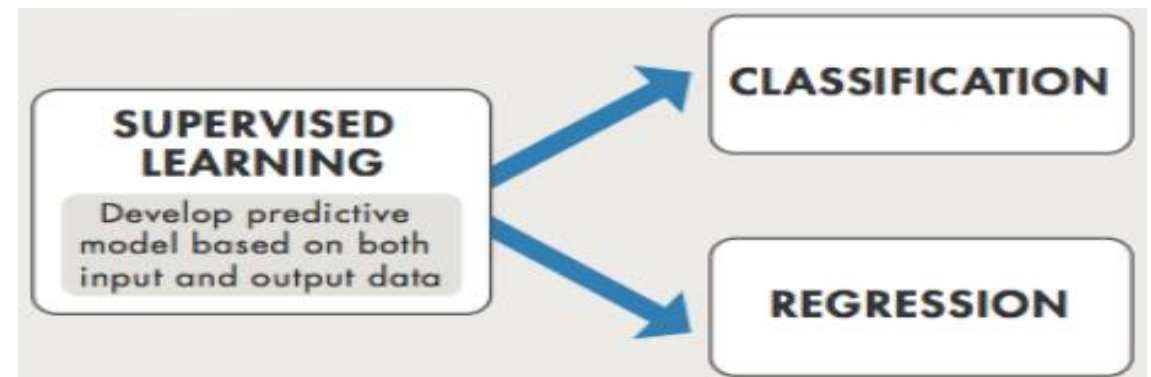 SUPERVISED
LEARNING
Develop predictive
model based on both
input and output data
CLASSIFICATION
REGRESSION